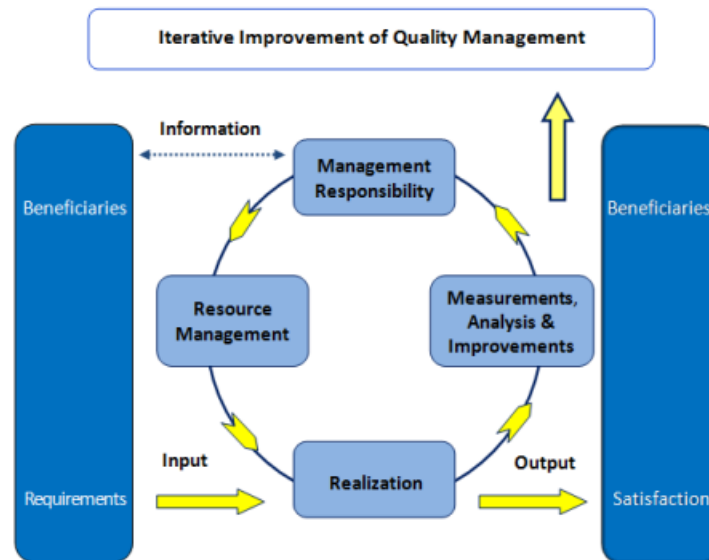 Iterative Improvement of Quality Management
Information
Management
Responsibility
Beneficiaries
Beneficiaries
Resource
Management
Measurements,
Analysis &
Improvements
Input
Output
Realization
Requirements
Satisfaction